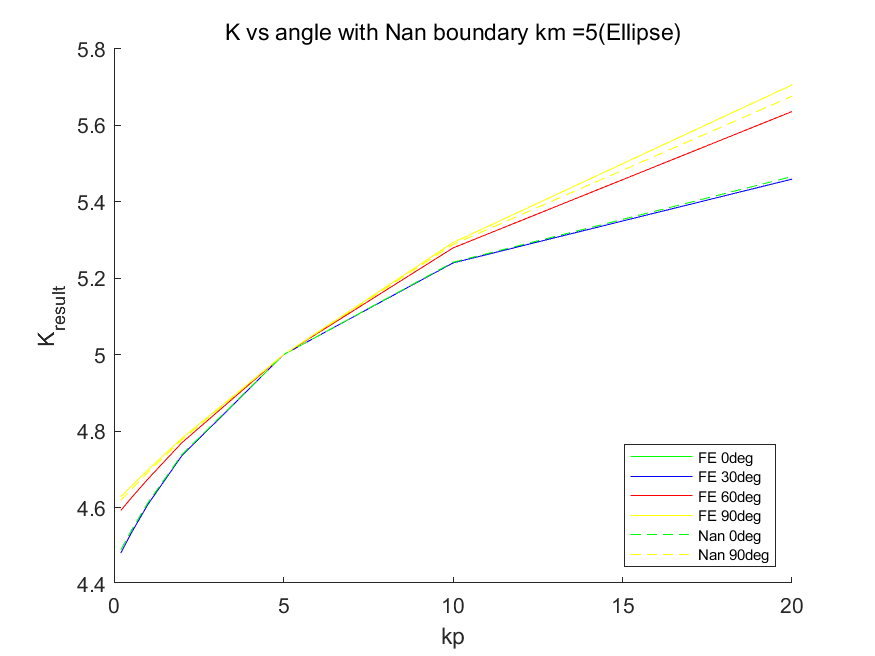 K vs angle with Nan boundary km =5(Ellipse)
5.8
5.6
5.4
5.2
5
4.8
4.6
4.4
K_result
0
5
10
15
20
kp
FE 0deg
FE 30deg
FE 60deg
FE 90deg
Nan 0deg
Nan 90deg